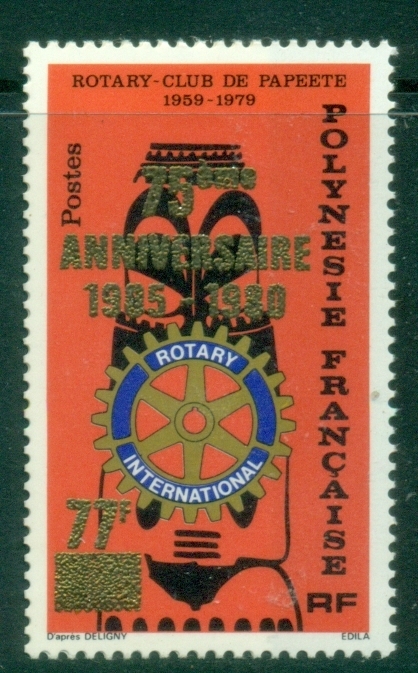 ROTARY-CLUB DE PAPEETE
1959-1979
Postes
POLYNESIE FRANÇAISE
75ème
ANNIVERSAIRE
1905-1980
ROTARY
INTERNATIONAL
77F
RF
D'après DELIGNY
EDILA